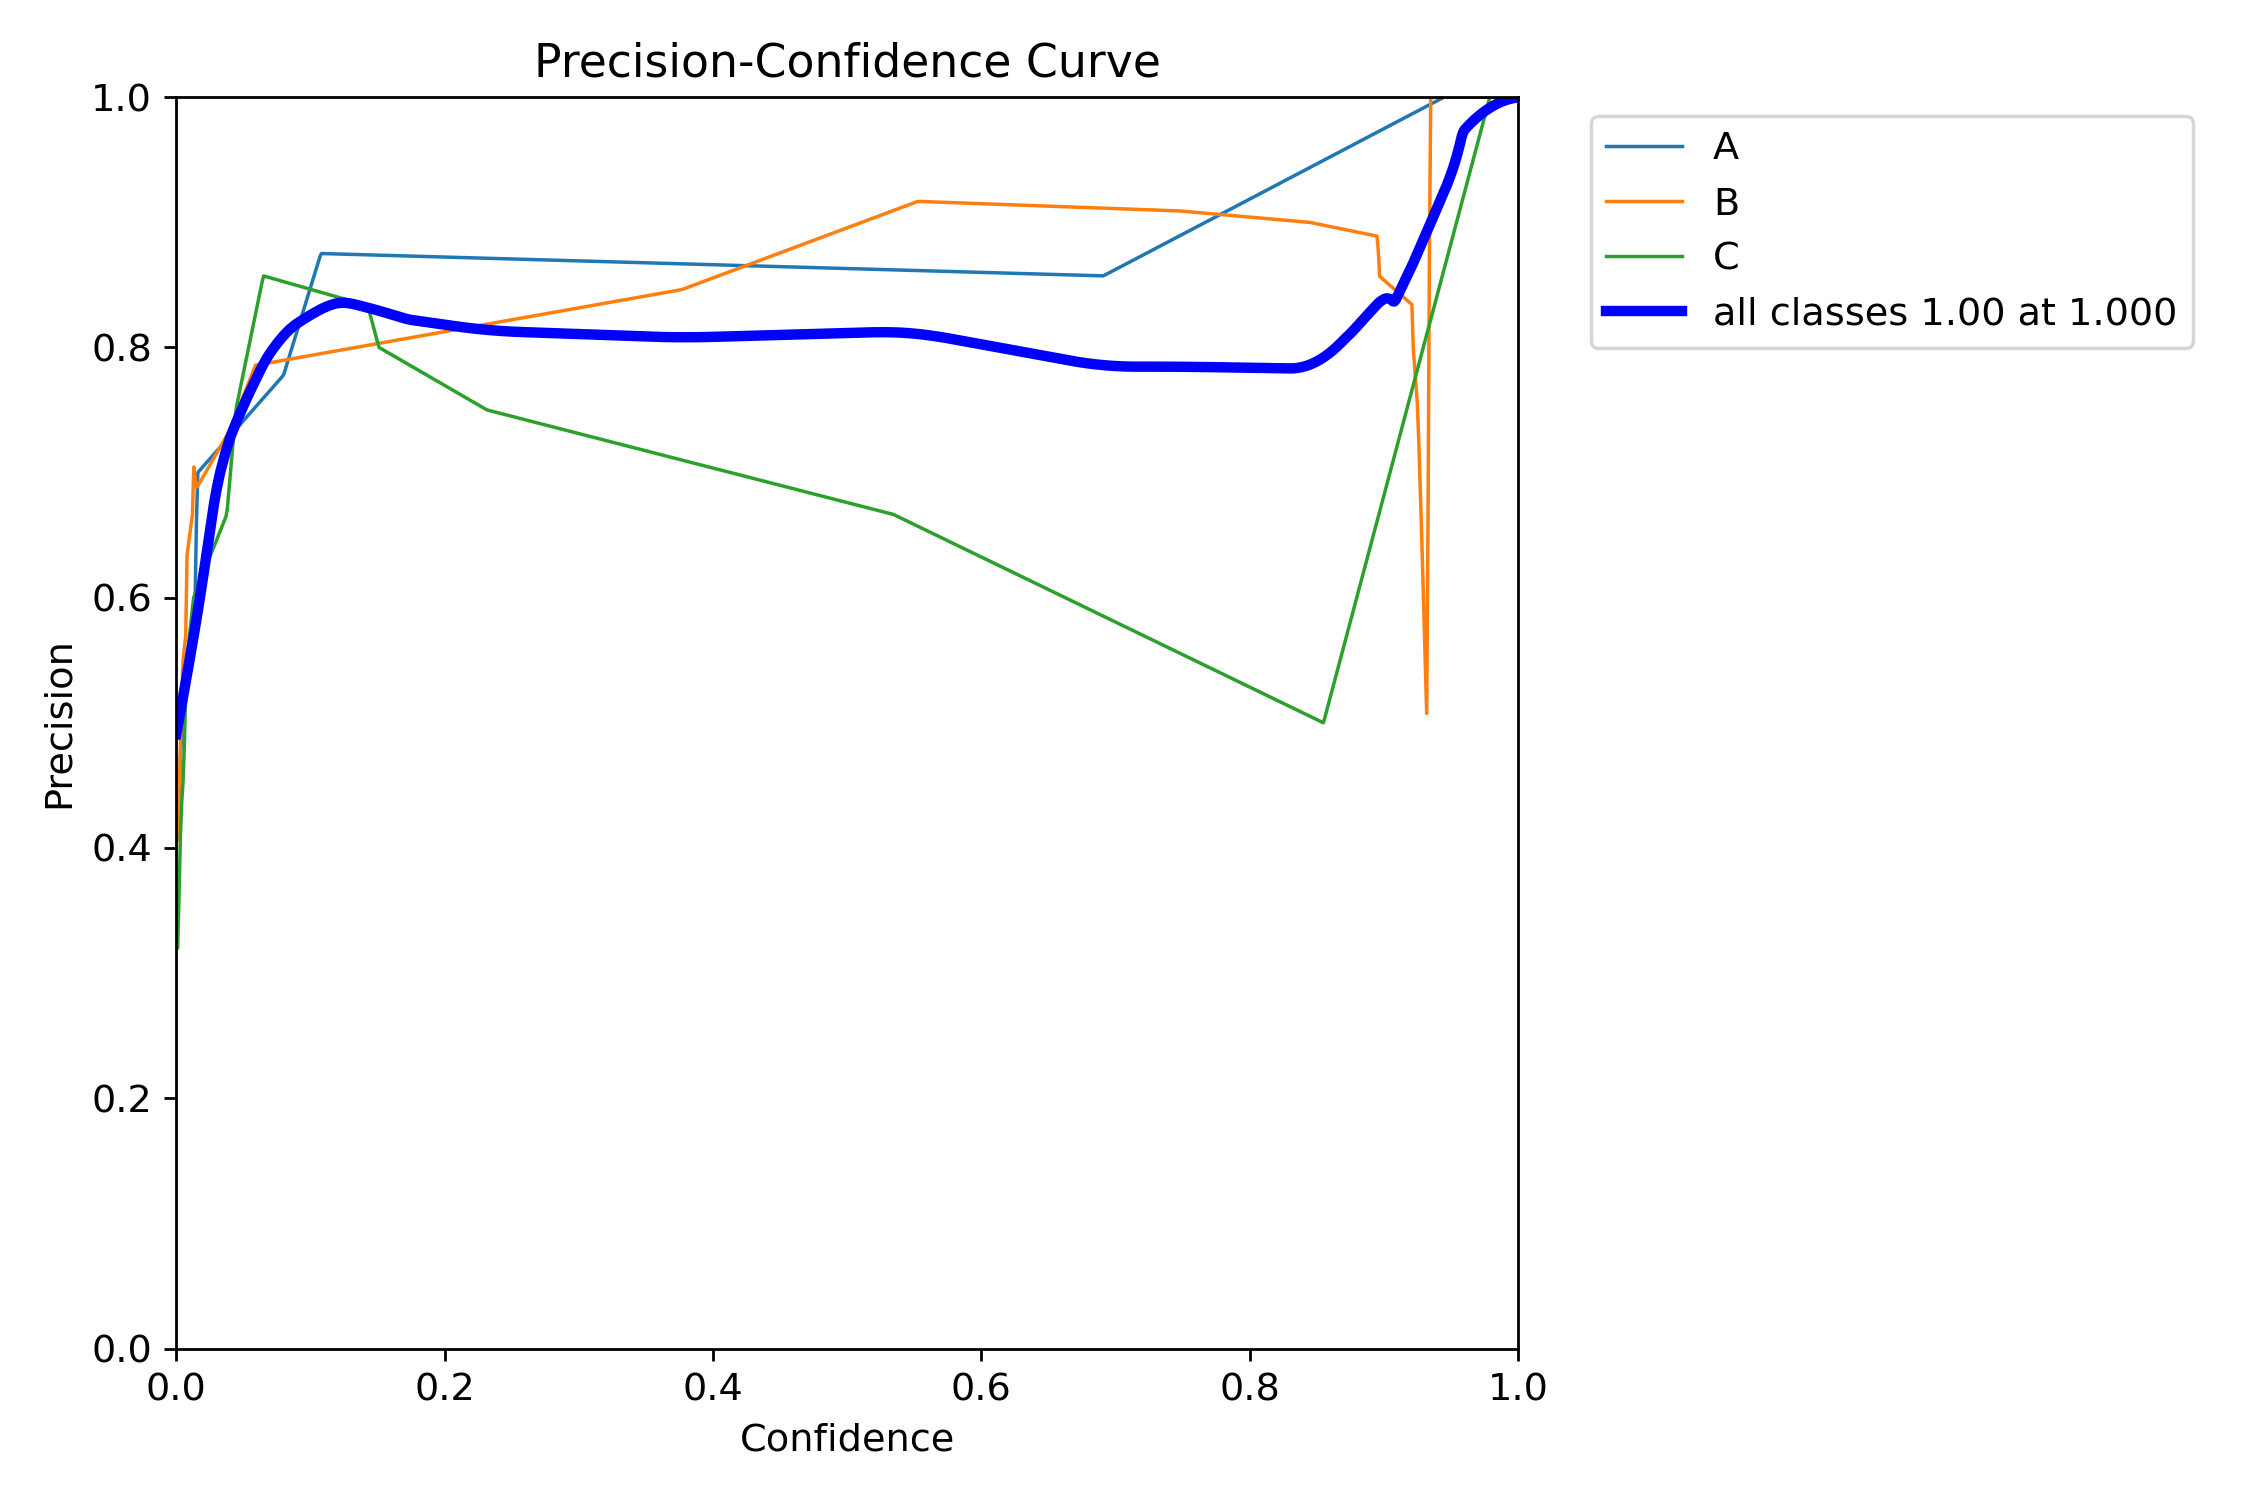 Precision-Confidence Curve
1.0
0.8
0.6
0.4
0.2
0.0
Precision
0.0 0.2 0.4 0.6 0.8 1.0
Confidence
A
B
C
all classes 1.00 at 1.000